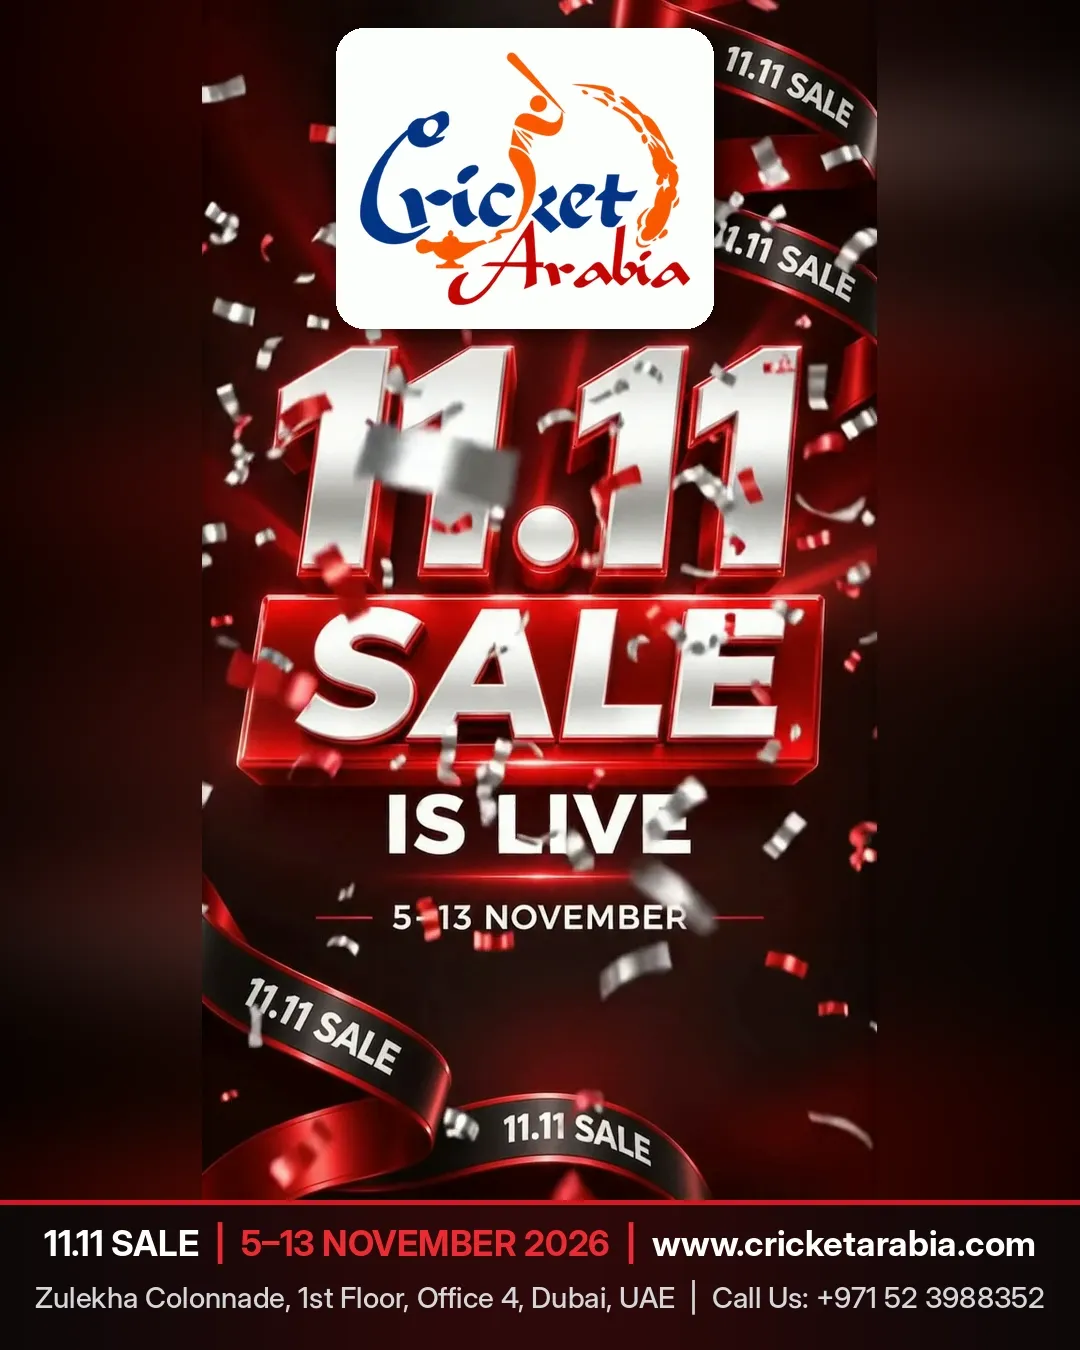 11.11 SALE
Cricket
Arabia
11.11 SALE
11.11
SALE
IS LIVE
5-13 NOVEMBER
11.11 SALE
11.11 SALE
11.11 SALE | 5–13 NOVEMBER 2026 | www.cricketarabia.com
Zulekha Colonnade, 1st Floor, Office 4, Dubai, UAE | Call Us: +971 52 3988352